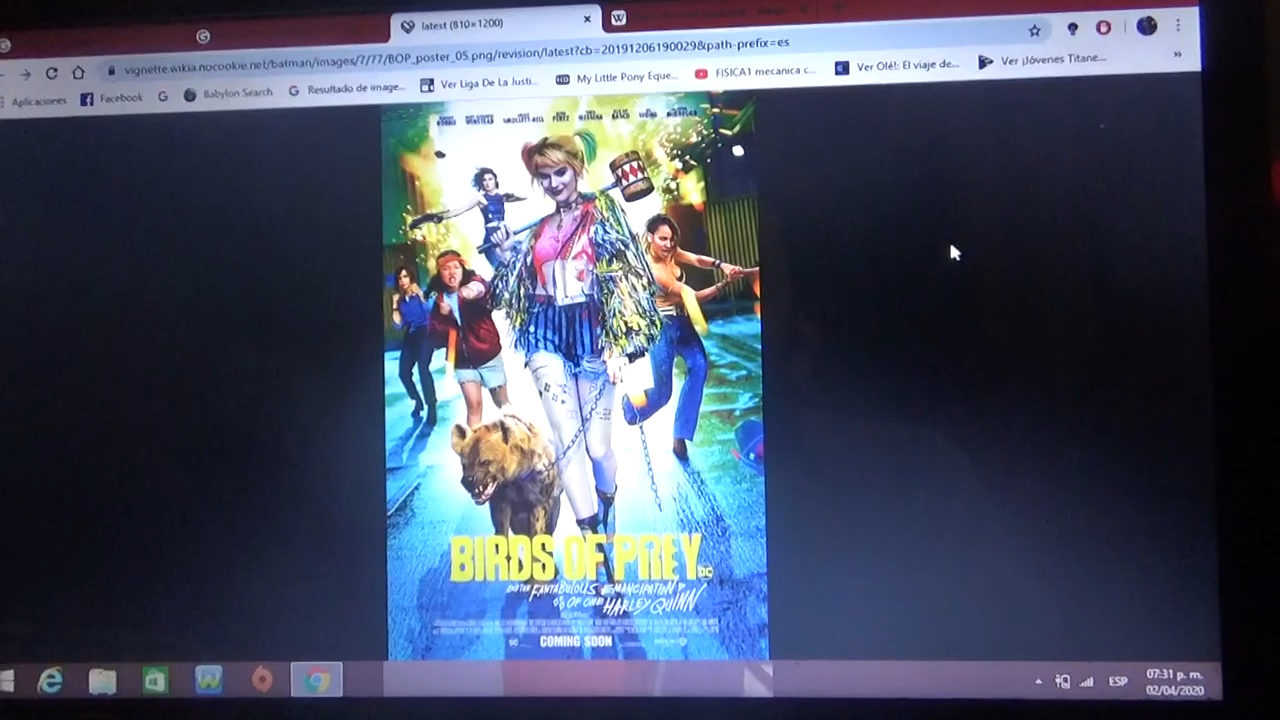 latest (810×1200)
vignette.wikia.nocookie.net/batman/images/7/77/BOP_poster_05.png/revision/latest?cb=20191206190029&path-prefix=es
Aplicaciones Facebook Babylon Search Resultado de image... Ver Liga De La Justi... My Little Pony Eque... FISICA1 mecanica c... Ver Olé!: El viaje de... Ver ¡Jóvenes Titane...
BIRDS OF PREY
AND THE FANTABULOUS EMANCIPATION
OF ONE HARLEY QUINN
COMING SOON
ESP
07:31 p. m.
02/04/2020